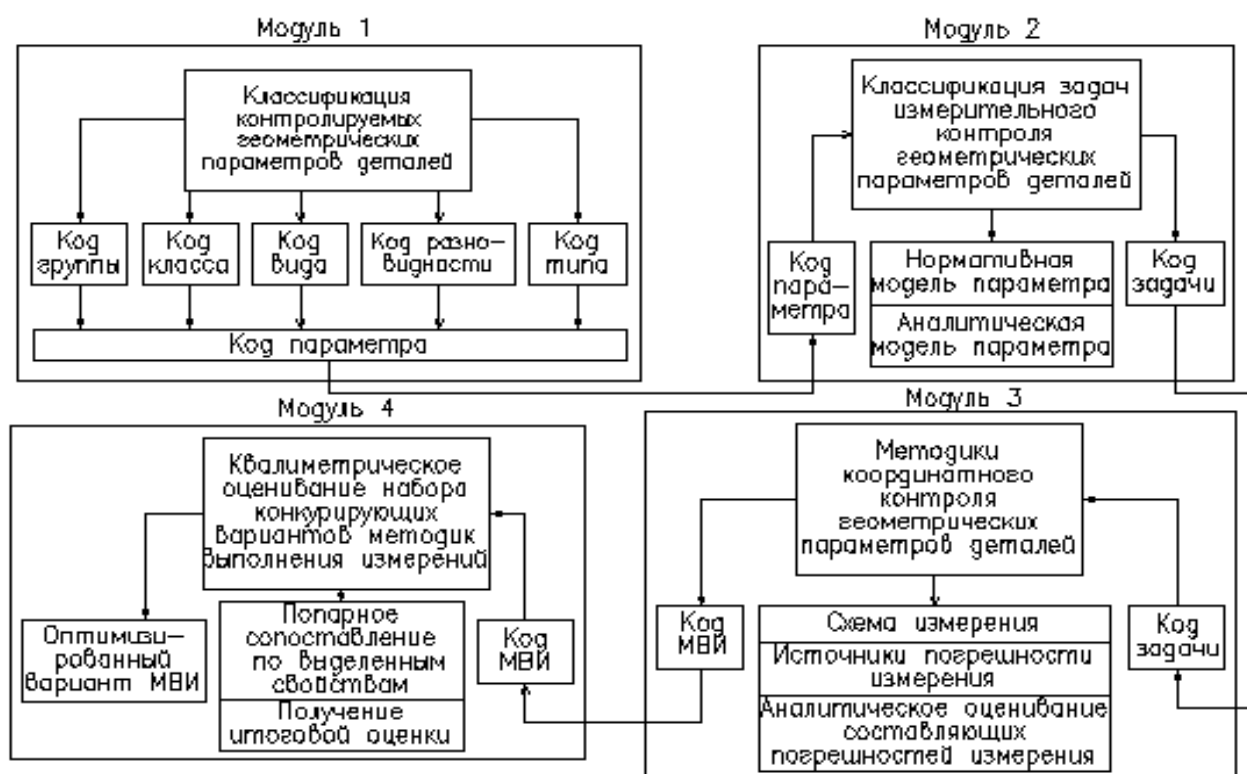 Модуль 1
Классификация
контролируемых
геометрических
параметров деталей
Код
группы
Код
класса
Код
вида
Код разно-
видности
Код
типа
Код параметра
Модуль 2
Классификация задач
измерительного
контроля
геометрических
параметров деталей
Код
пара-
метра
Нормативная
модель параметра
Аналитическая
модель параметра
Код
задачи
Модуль 4
Квалиметрическое
оценивание набора
конкурирующих
вариантов методик
выполнения измерений
Оптимизи-
рованный
вариант МВИ
Попарное
сопоставление
по выделенным
свойствам
Получение
итоговой оценки
Код
МВИ
Модуль 3
Методики
координатного
контроля
геометрических
параметров деталей
Код
МВИ
Схема измерения
Источники погрешности
измерения
Аналитическое оценивание
составляющих
погрешностей измерения
Код
задачи